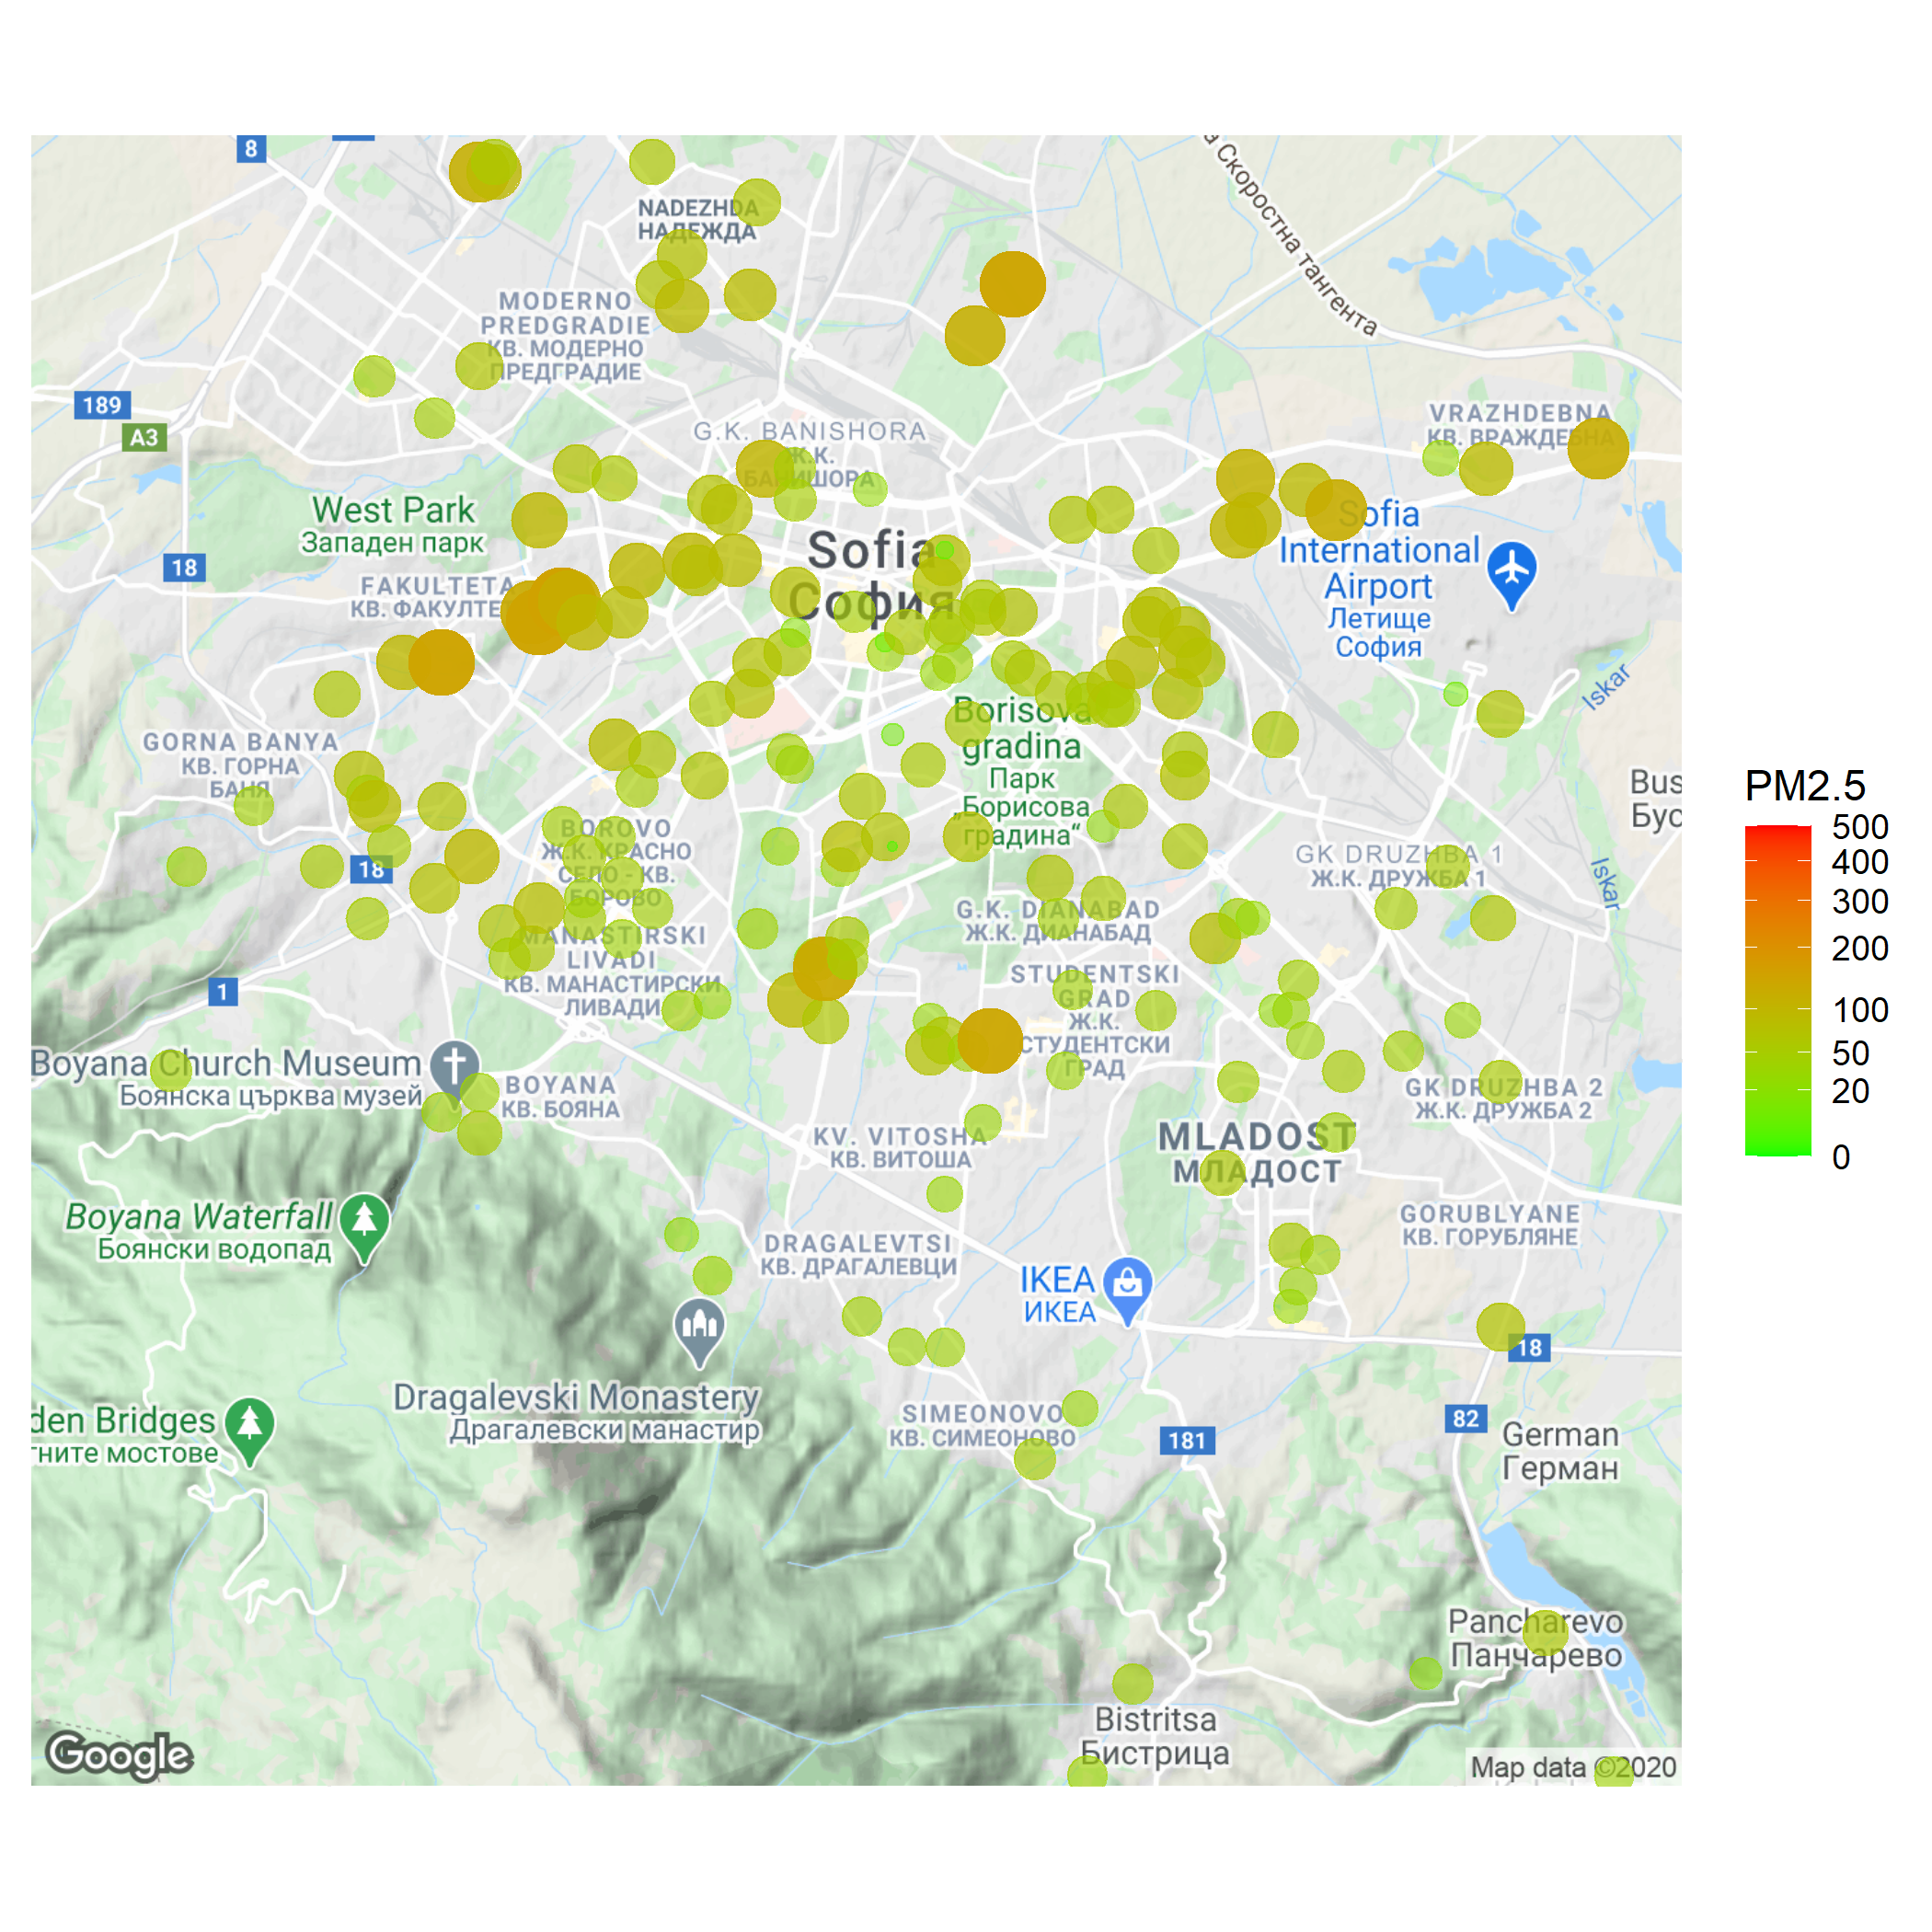 8
а Скоростна тангента
NADEZHDA
НАДЕЖДА
MODERNO
PREDGRADIE
КВ. МОДЕРНО
ПРЕДГРАДИЕ
189
A3
G.K. BANISHORA
Ж.К.
БАНИШОРА
VRAZHDEBNA
КВ. ВРАЖДЕБНА
West Park
Западен парк
18
FAKULTETA
КВ. ФАКУЛТЕ
Sofia
София
Sofia
International
Airport
Летище
София
Iskar
Borisova
gradina
Парк
„Борисова
градина“
GORNA BANYA
КВ. ГОРНА
БАНЯ
Bus
Бус
PM2.5
500
400
300
200
100
50
20
0
18
BOROVO
Ж.К. КРАСНО
СЕЛО - КВ.
БОРОВО
GK DRUZHBA 1
Ж.К. ДРУЖБА 1
Iskar
G.K. DIANABAD
Ж.К. ДИАНАБАД
MANASTIRSKI
LIVADI
КВ. МАНАСТИРСКИ
ЛИВАДИ
STUDENTSKI
GRAD
Ж.К.
СТУДЕНТСКИ
ГРАД
1
Boyana Church Museum
Боянска църква музей
BOYANA
КВ. БОЯНА
GK DRUZHBA 2
Ж.К. ДРУЖБА 2
KV. VITOSHA
КВ. ВИТОША
MLADOST
МЛАДОСТ
Boyana Waterfall
Боянски водопад
GORUBLYANE
КВ. ГОРУБЛЯНЕ
DRAGALEVTSI
КВ. ДРАГАЛЕВЦИ
IKEA
ИКЕА
18
Dragalevski Monastery
Драгалевски манастир
den Bridges
тните мостове
SIMEONOVO
КВ. СИМЕОНОВО
181
82
German
Герман
Pancharevo
Панчарево
Bistritsa
Бистрица
Google
Map data ©2020